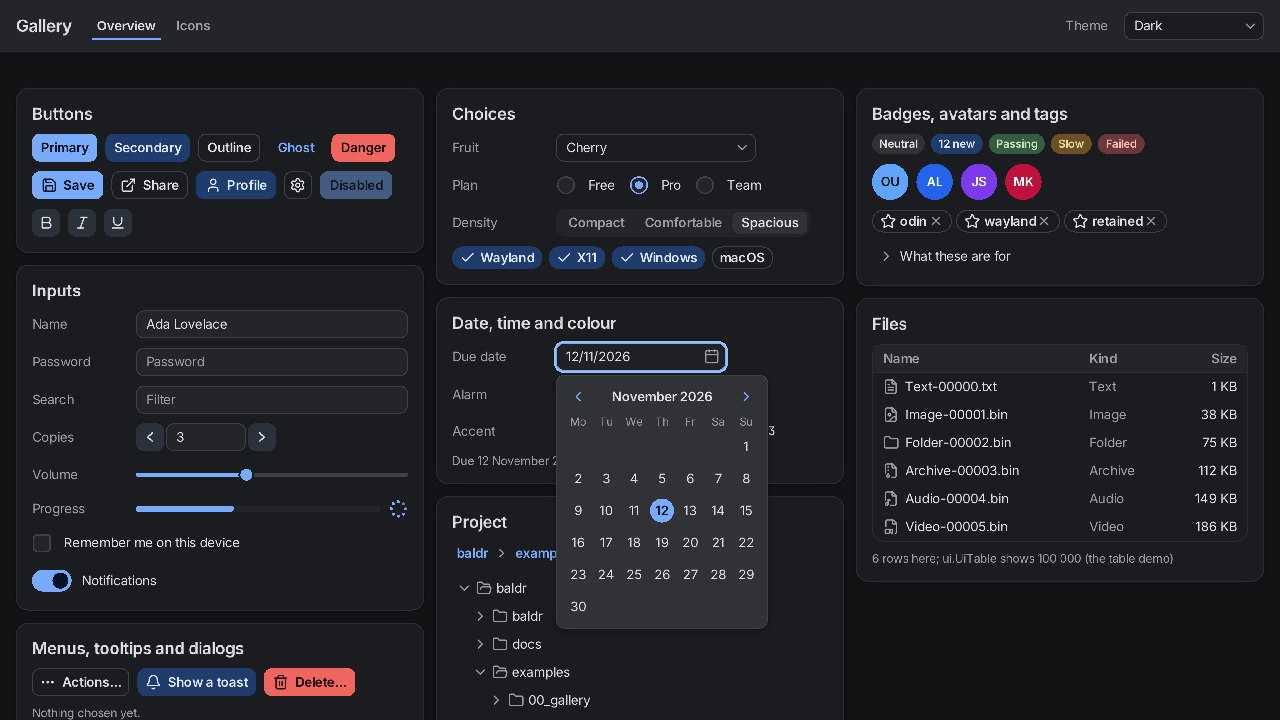 Gallery Overview Icons Theme Dark
Buttons
Primary Secondary Outline Ghost Danger
Save Share Profile Disabled
B I U
Inputs
Name Ada Lovelace
Password Password
Search Filter
Copies 3
Volume
Progress
Remember me on this device
Notifications
Menus, tooltips and dialogs
Actions... Show a toast Delete...
Nothing chosen yet.
Choices
Fruit Cherry
Plan Free Pro Team
Density Compact Comfortable Spacious
Wayland X11 Windows macOS
Date, time and colour
Due date 12/11/2026
Alarm
Accent 3
Due 12 November 2
November 2026
Mo Tu We Th Fr Sa Su
1
2 3 4 5 6 7 8
9 10 11 12 13 14 15
16 17 18 19 20 21 22
23 24 25 26 27 28 29
30
Project
baldr > examp
baldr
baldr
docs
examples
00_gallery
Badges, avatars and tags
Neutral 12 new Passing Slow Failed
OU AL JS MK
odin wayland retained
What these are for
Files
Name Kind Size
Text-00000.txt Text 1 KB
Image-00001.bin Image 38 KB
Folder-00002.bin Folder 75 KB
Archive-00003.bin Archive 112 KB
Audio-00004.bin Audio 149 KB
Video-00005.bin Video 186 KB
6 rows here; ui.UiTable shows 100 000 (the table demo)